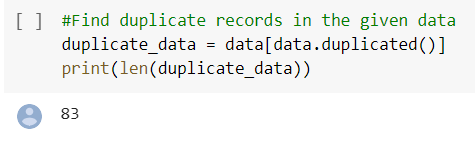 [ ] #Find duplicate records in the given data
duplicate_data = data[data.duplicated()]
print(len(duplicate_data))
83